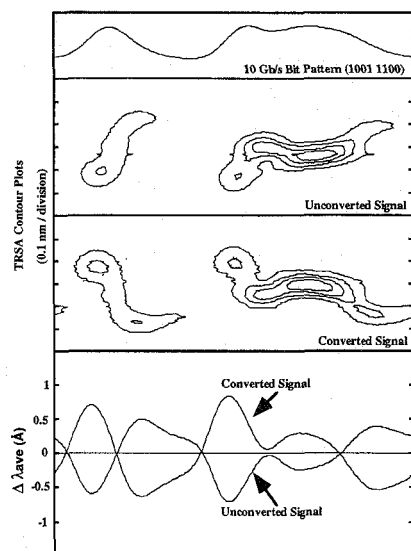 10 Gb/s Bit Pattern (1001 1100)
TRSA Contour Plots
(0.1 nm / division)
Unconverted Signal
Converted Signal
Δ λave (Å)
1
0.5
0
-0.5
-1
Converted Signal
Unconverted Signal